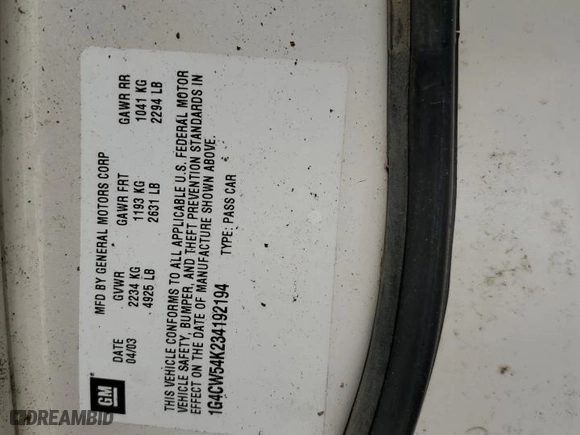 GM
MFD BY GENERAL MOTORS CORP
DATE GVWR GAWR FRT GAWR RR
04/03 2234 KG 1193 KG 1041 KG
4925 LB 2631 LB 2294 LB
THIS VEHICLE CONFORMS TO ALL APPLICABLE U.S. FEDERAL MOTOR
VEHICLE SAFETY, BUMPER, AND THEFT PREVENTION STANDARDS IN
EFFECT ON THE DATE OF MANUFACTURE SHOWN ABOVE.
1G4CW54K234192194 TYPE: PASS CAR
DREAMBID